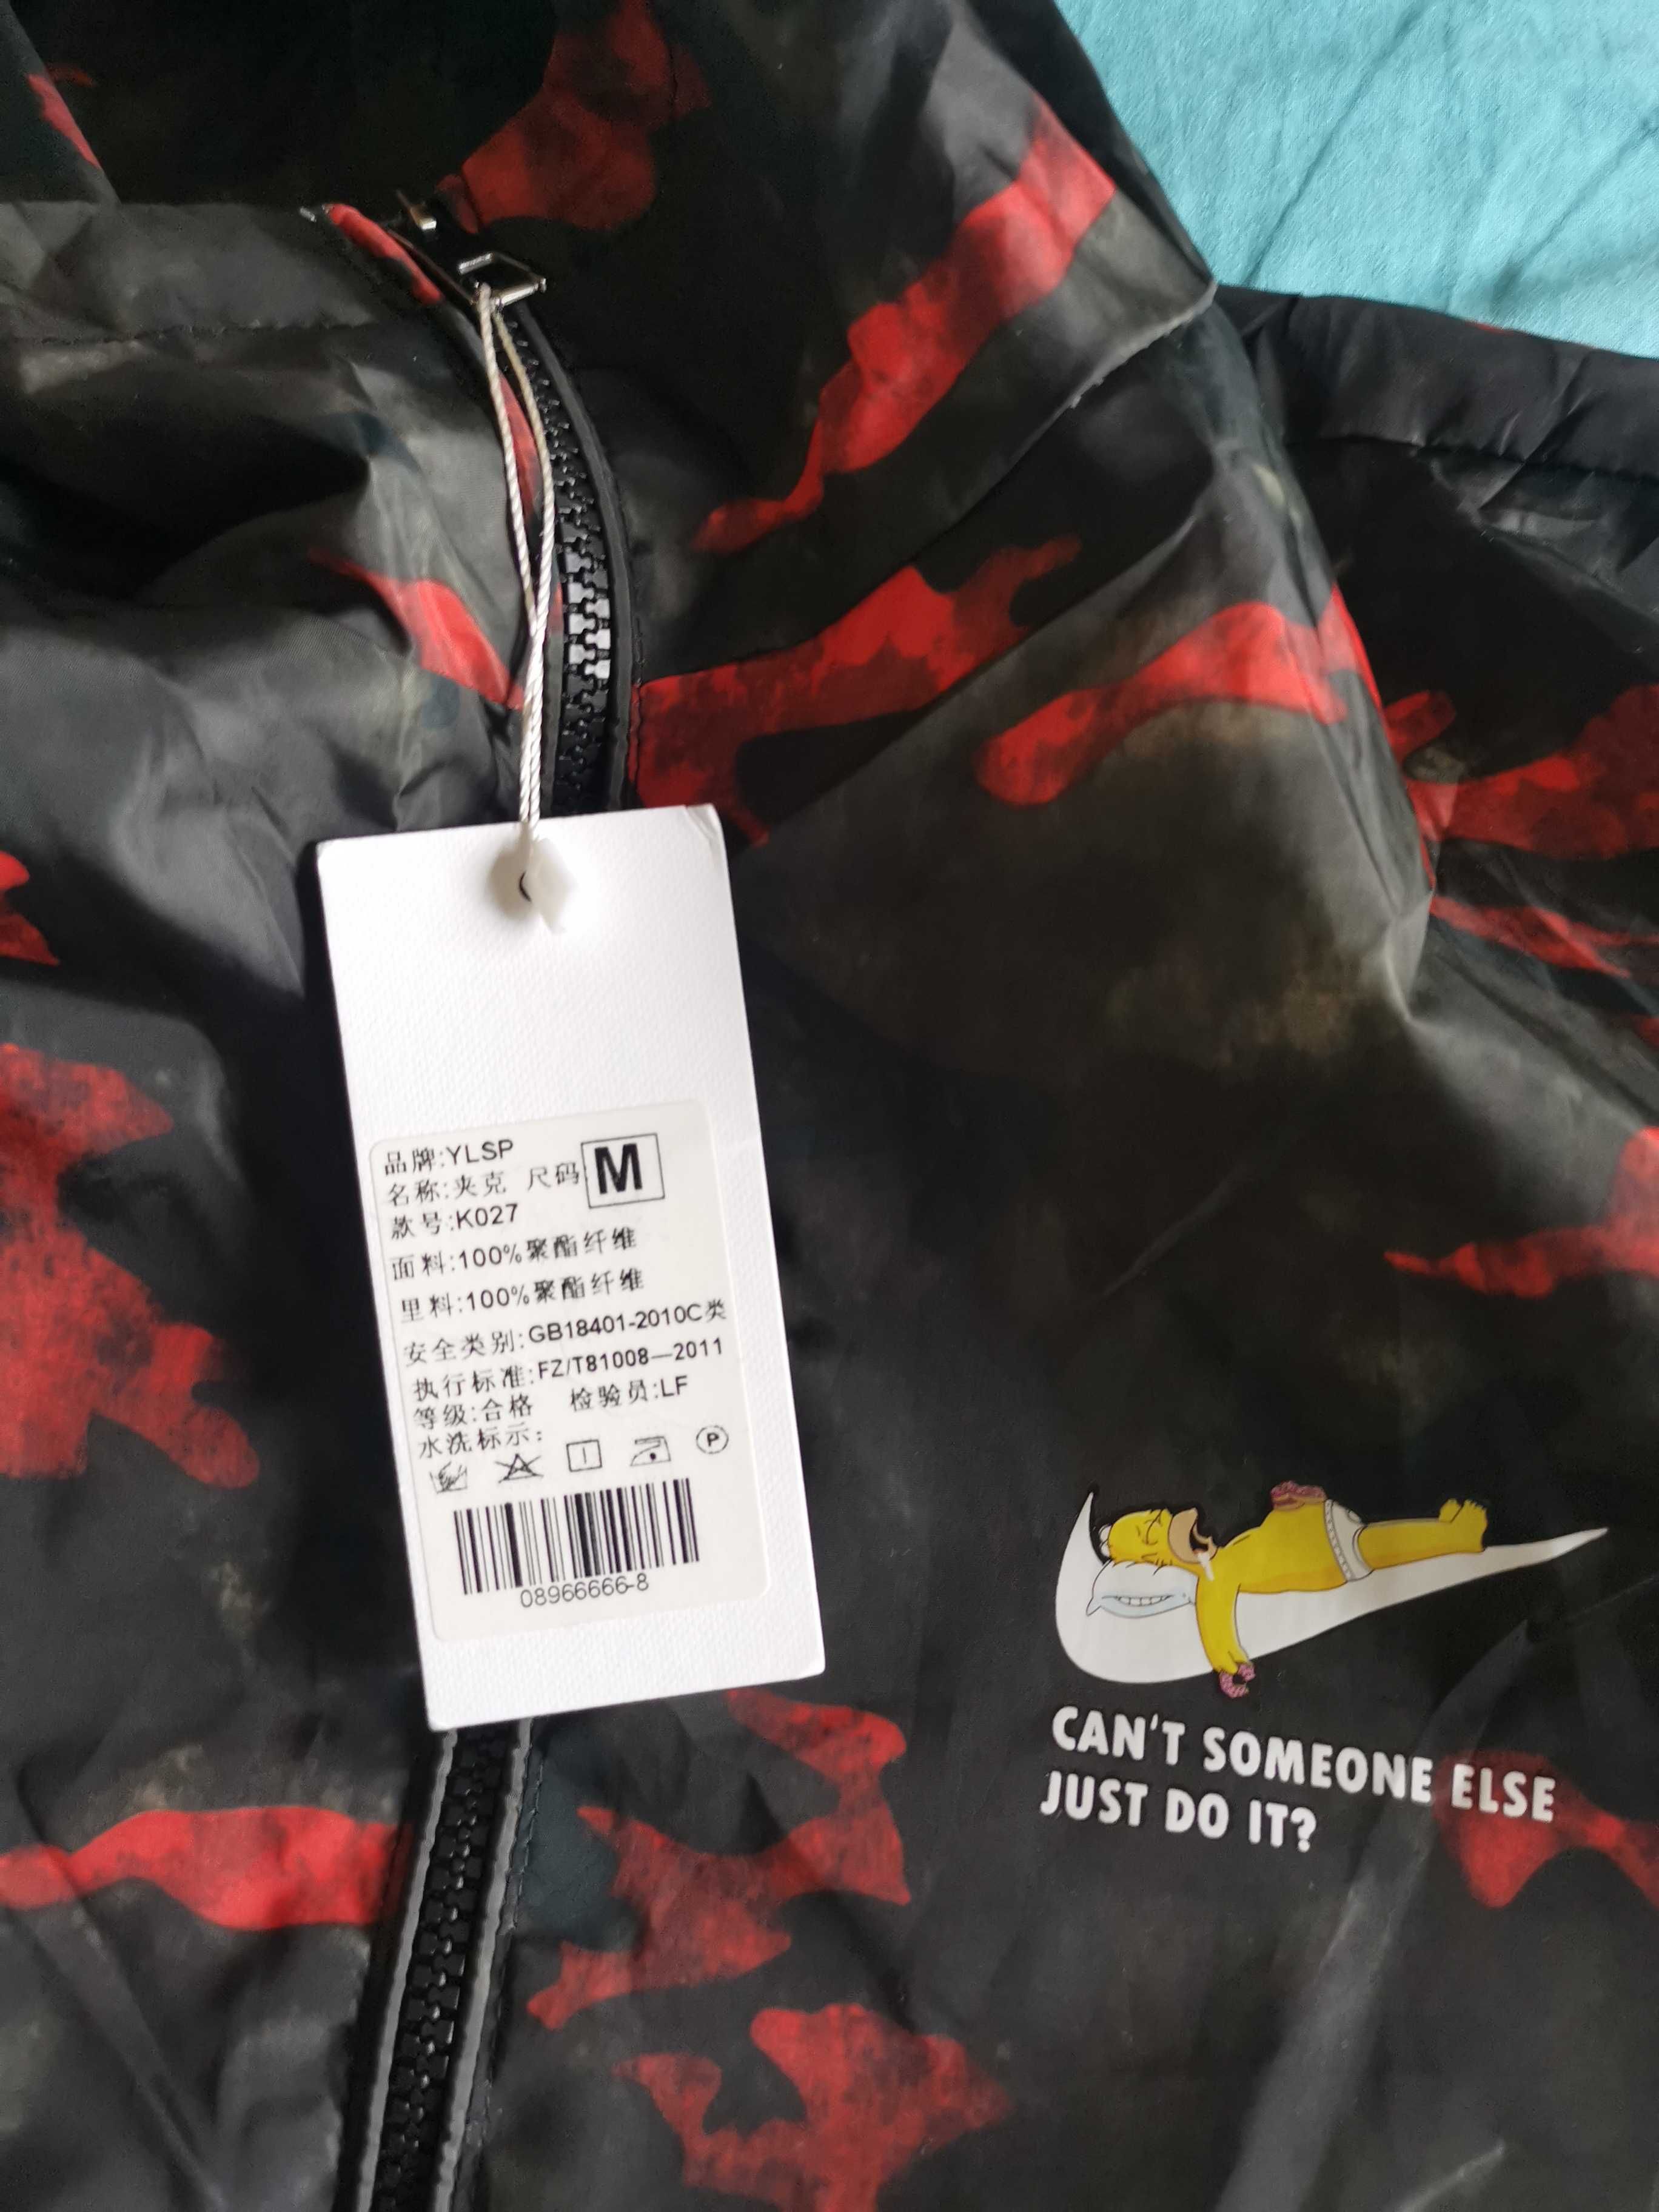 品牌:YLSP
名称:夹克 尺码: M
款号:K027
面料:100%聚酯纤维
里料:100%聚酯纤维
安全类别:GB18401-2010C类
执行标准:FZ/T81008—2011
等级:合格 检验员:LF
水洗标示:
P
08966666-8
CAN'T SOMEONE ELSE
JUST DO IT?